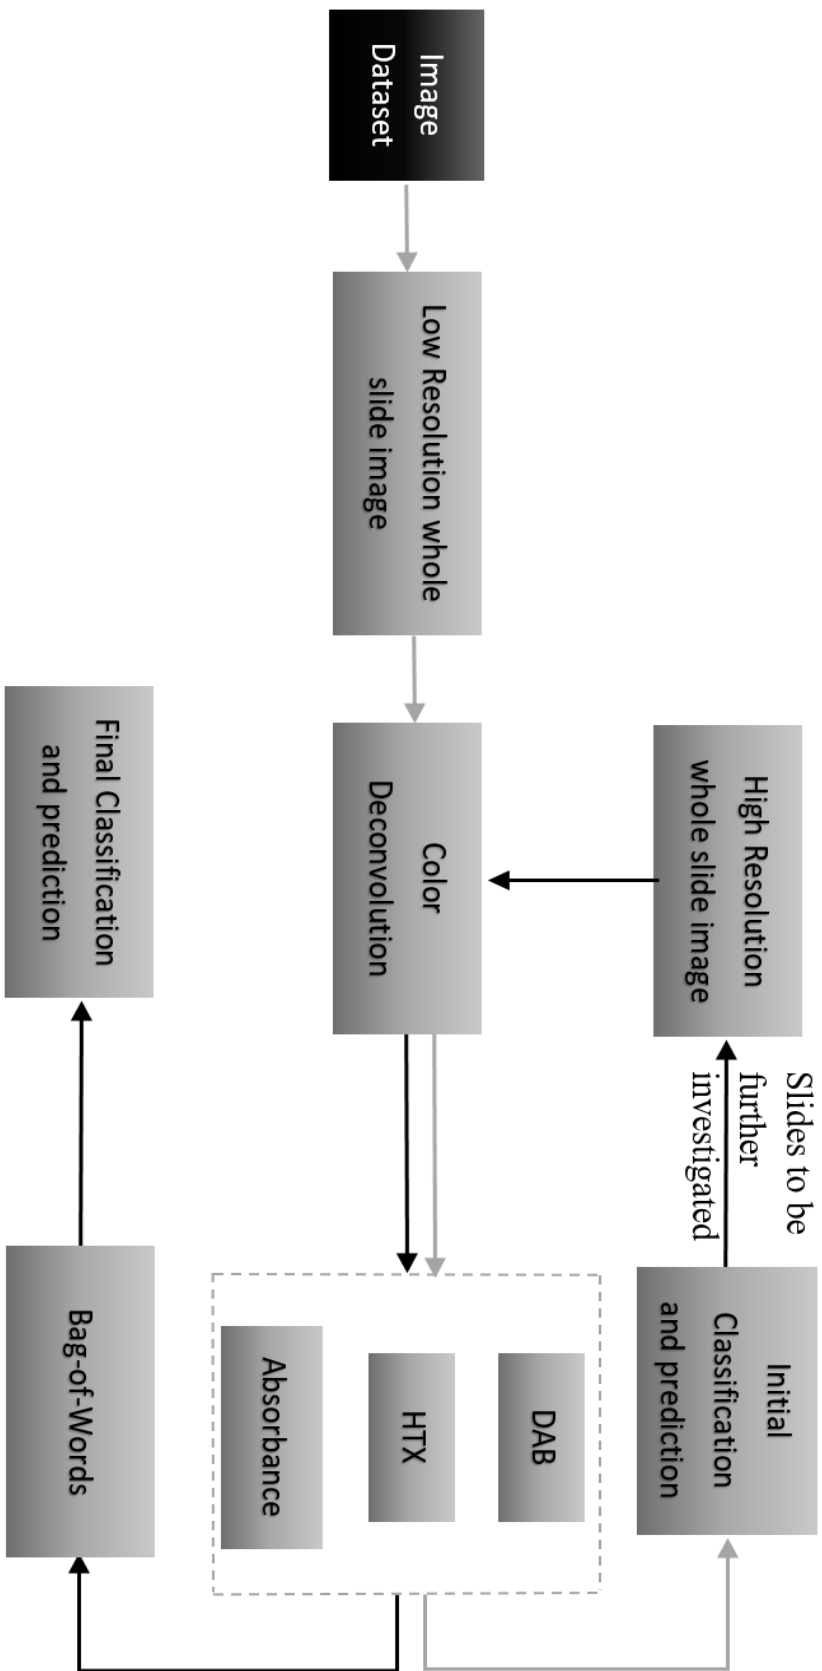 Image
Dataset
Low Resolution whole
slide image
Color
Deconvolution
High Resolution
whole slide image
Slides to be
further
investigated
Initial
Classification
and prediction
DAB
HTX
Absorbance
Bag-of-Words
Final Classification
and prediction